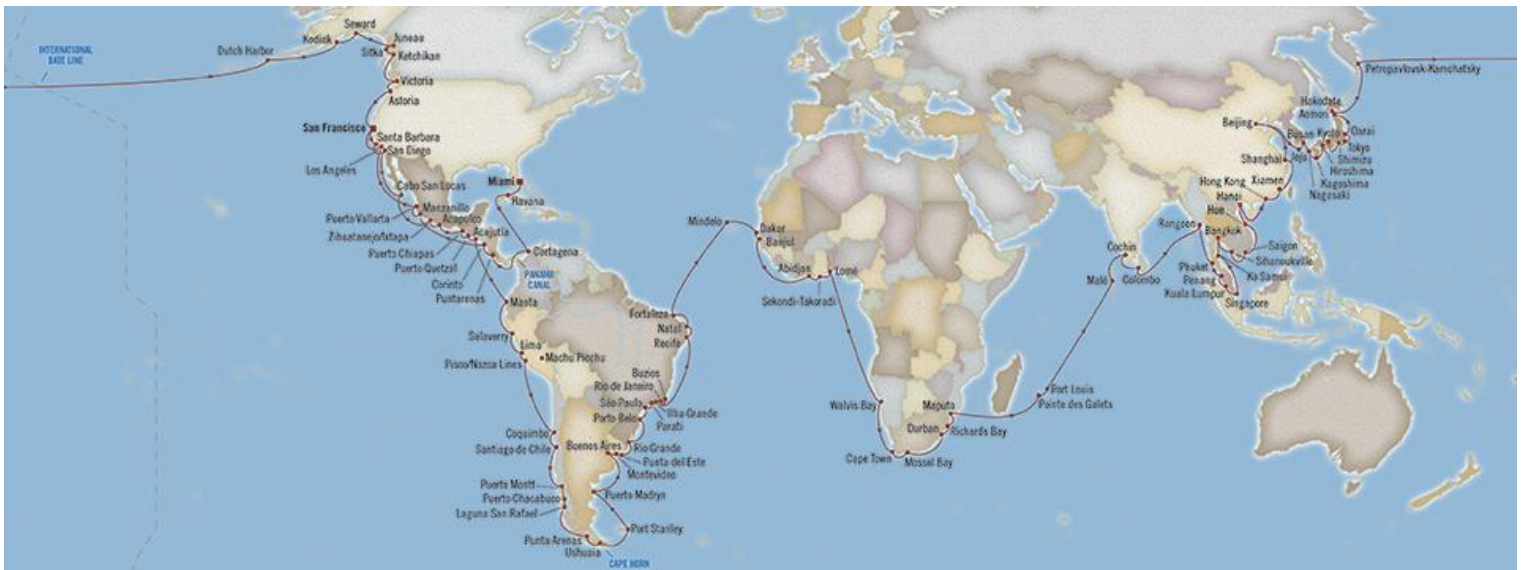 INTERNATIONAL
DATE LINE
Dutch Harbor
Kodiak
Seward
Juneau
Sitka
Ketchikan
Victoria
Astoria
San Francisco
Santa Barbara
San Diego
Los Angeles
Cabo San Lucas
Puerto Vallarta
Manzanillo
Acapulco
Zihuatanejo/Ixtapa
Acajutla
Puerto Chiapas
Puerto Quetzal
Corinto
Puntarenas
Miami
Havana
Cartagena
PANAMA
CANAL
Manta
Salaverry
Lima
Machu Picchu
Pisco/Nazca Lines
Coquimbo
Santiago de Chile
Puerto Montt
Puerto Chacabuco
Laguna San Rafael
Punta Arenas
Ushuaia
CAPE HORN
Port Stanley
Puerto Madryn
Montevideo
Punta del Este
Buenos Aires
Rio Grande
Porto Belo
Parati
São Paulo
Ilha Grande
Rio de Janeiro
Buzios
Recife
Natal
Fortaleza
Mindelo
Dakar
Banjul
Abidjan
Sekondi-Takoradi
Lomé
Walvis Bay
Cape Town
Mossel Bay
Durban
Richards Bay
Maputo
Pointe des Galets
Port Louis
Malé
Cochin
Colombo
Rangoon
Phuket
Penang
Kuala Lumpur
Singapore
Ko Samui
Bangkok
Sihanoukville
Saigon
Hue
Hanoi
Hong Kong
Xiamen
Shanghai
Beijing
Jeju
Busan
Nagasaki
Kagoshima
Hiroshima
Kyoto
Shimizu
Tokyo
Oarai
Aomori
Hakodate
Petropavlovsk-Kamchatsky